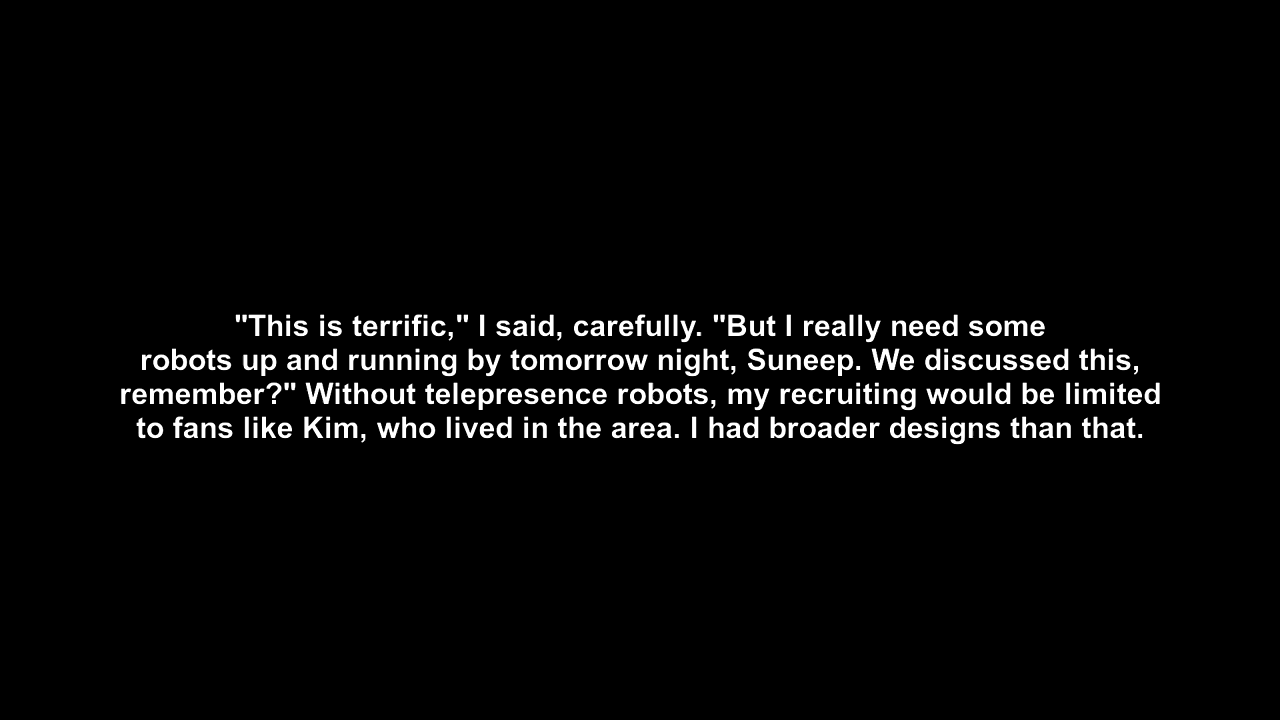 "This is terrific," I said, carefully. "But I really need some
robots up and running by tomorrow night, Suneep. We discussed this,
remember?" Without telepresence robots, my recruiting would be limited
to fans like Kim, who lived in the area. I had broader designs than that.